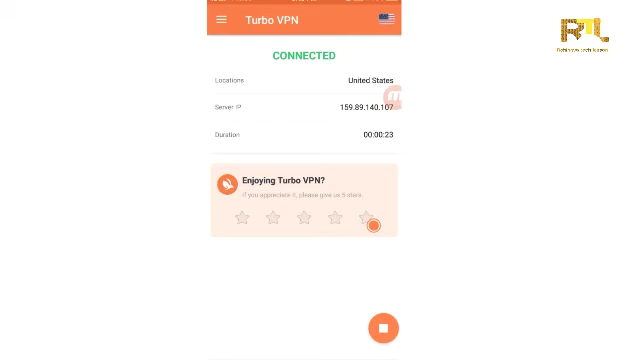 Turbo VPN
CONNECTED
Locations United States
Server IP 159.89.140.107
Duration 00:00:23
Enjoying Turbo VPN?
If you appreciate it, please give us 5 stars.
RTL